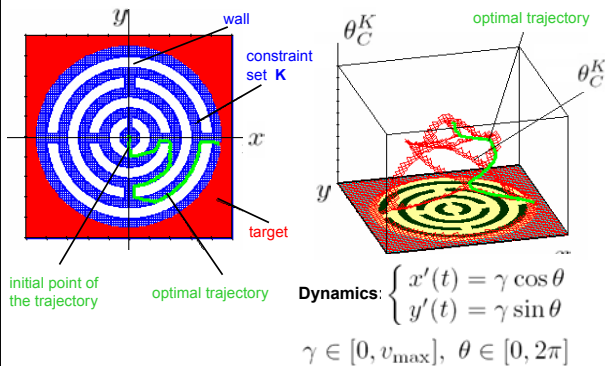 y
wall
constraint
set K
x
target
initial point of
the trajectory
optimal trajectory
θ_C^K
optimal trajectory
θ_C^K
y
Dynamics: { x′(t) = γ cos θ
y′(t) = γ sin θ
γ ∈ [0, v_max], θ ∈ [0, 2π]